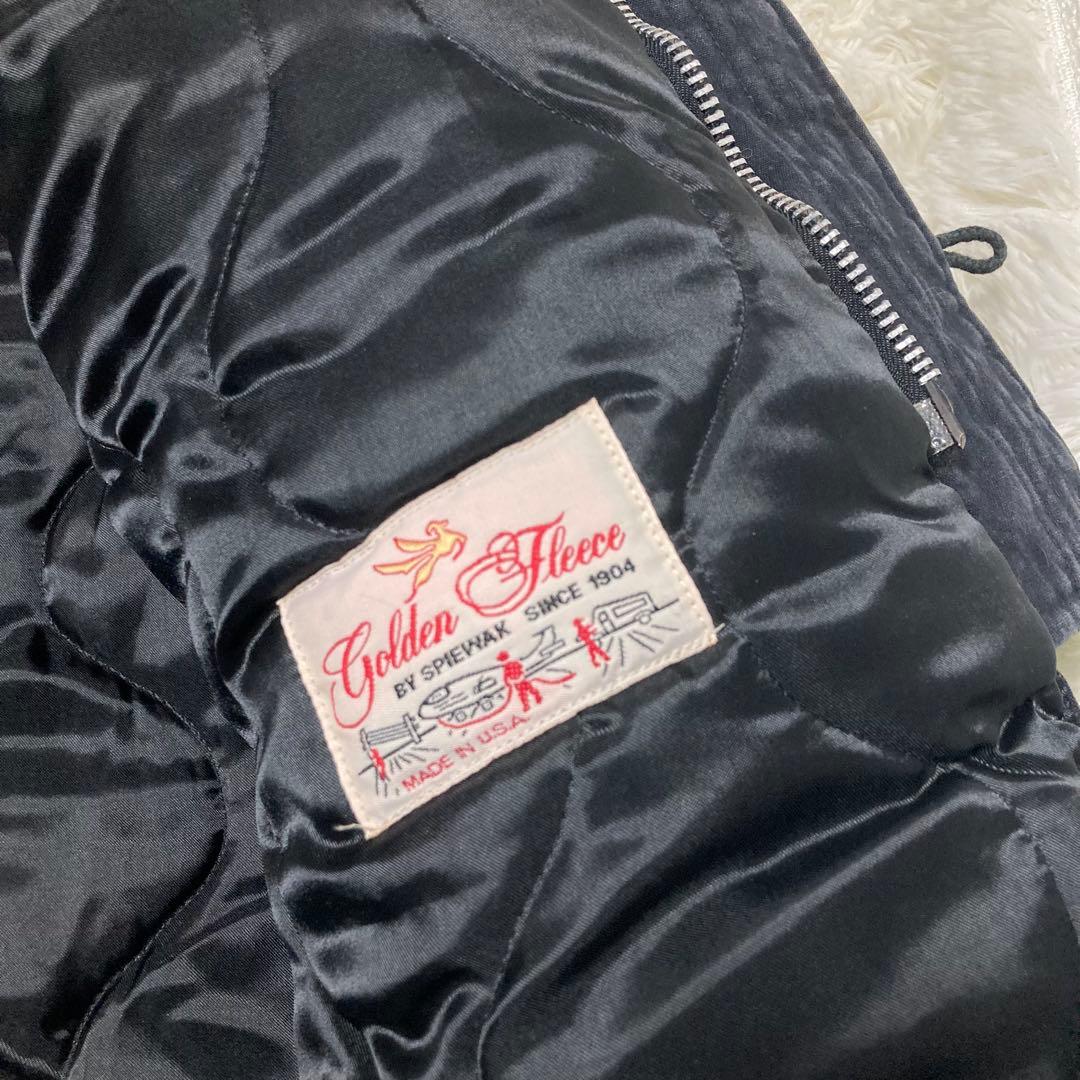 Golden Fleece
BY SPIEWAK SINCE 1904
MADE IN U.S.A